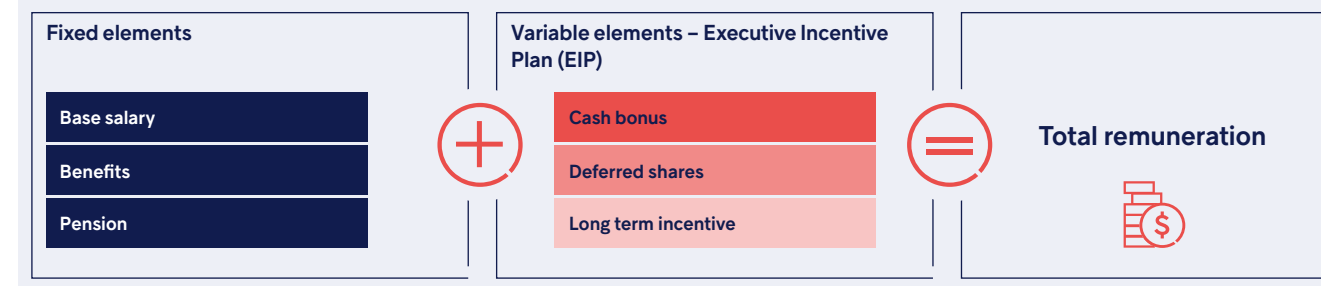 Fixed elements
Base salary
Benefits
Pension
Variable elements – Executive Incentive
Plan (EIP)
Cash bonus
Deferred shares
Long term incentive
Total remuneration
$